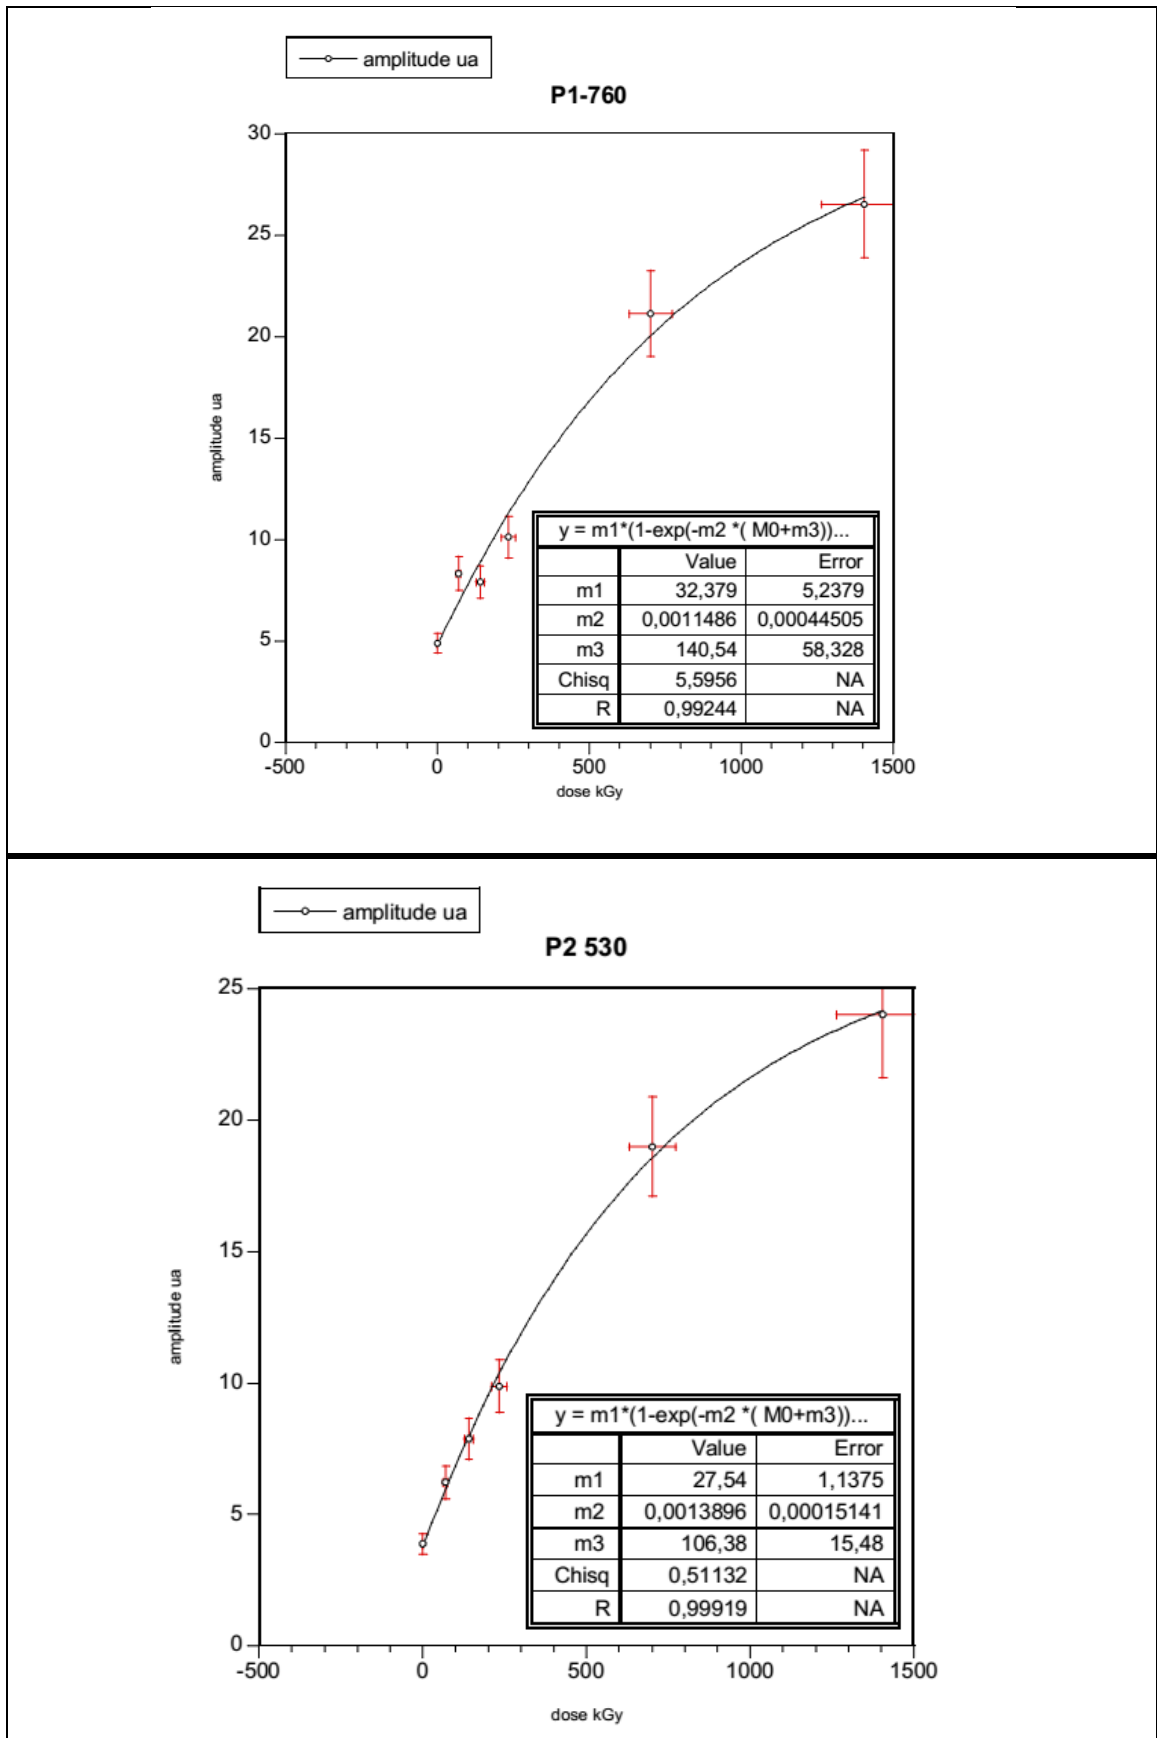 amplitude ua
P1-760
30
25
20
15
10
5
0
amplitude ua
y = m1*(1-exp(-m2 *( M0+m3))...
Value Error
m1 32,379 5,2379
m2 0,0011486 0,00044505
m3 140,54 58,328
Chisq 5,5956 NA
R 0,99244 NA
-500 0 500 1000 1500
dose kGy
amplitude ua
P2 530
25
20
15
10
5
0
amplitude ua
y = m1*(1-exp(-m2 *( M0+m3))...
Value Error
m1 27,54 1,1375
m2 0,0013896 0,00015141
m3 106,38 15,48
Chisq 0,51132 NA
R 0,99919 NA
-500 0 500 1000 1500
dose kGy